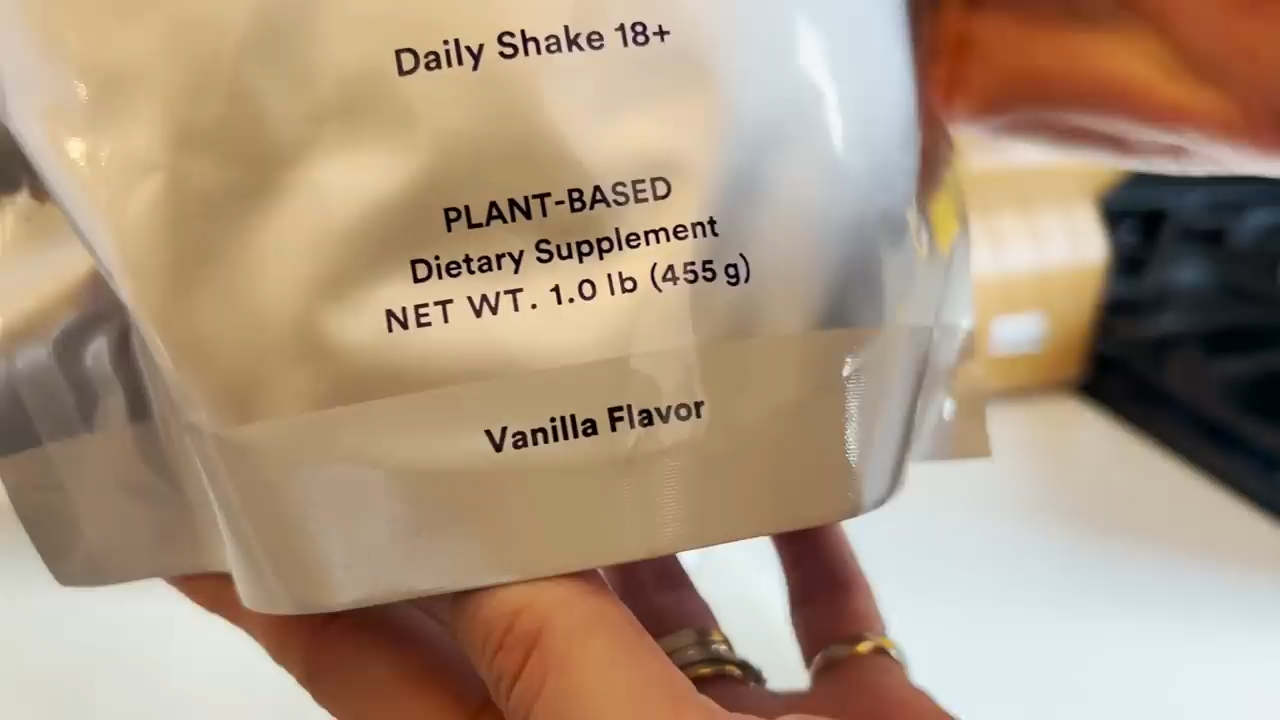 Daily Shake 18+
PLANT-BASED
Dietary Supplement
NET WT. 1.0 lb (455 g)
Vanilla Flavor